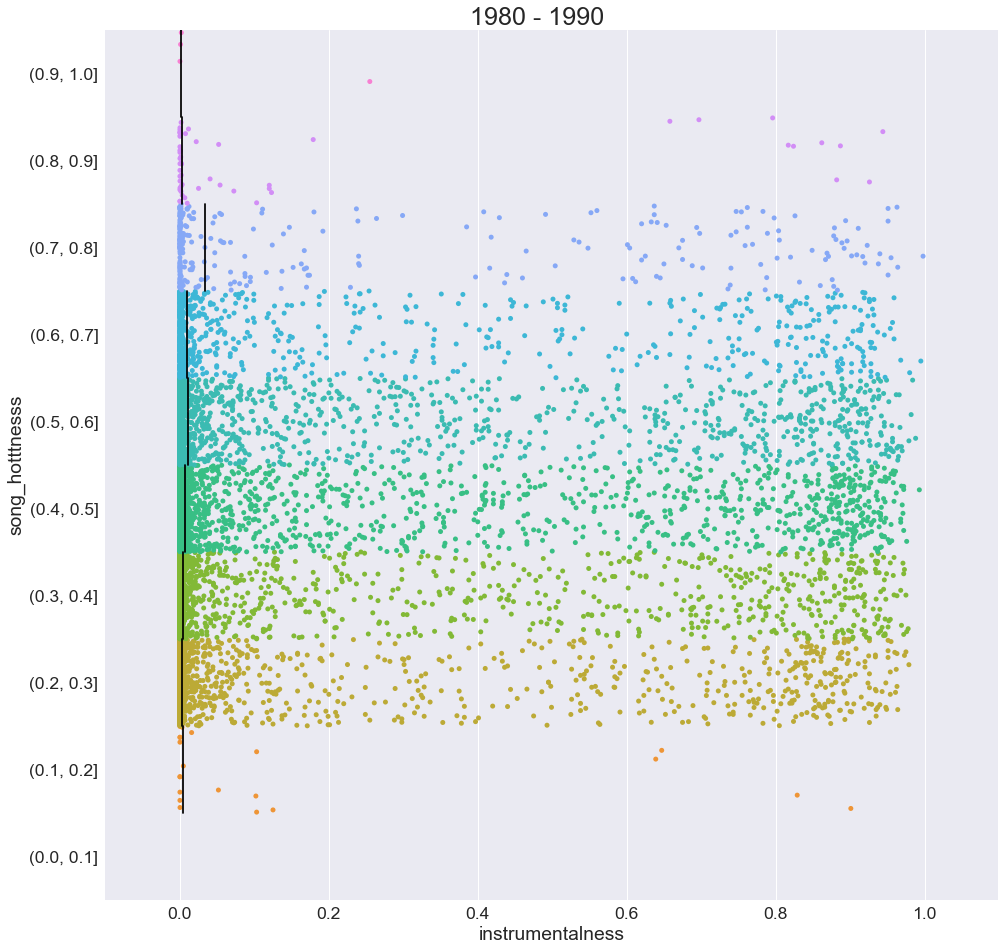 1980 - 1990
song_hotttnesss
(0.9, 1.0]
(0.8, 0.9]
(0.7, 0.8]
(0.6, 0.7]
(0.5, 0.6]
(0.4, 0.5]
(0.3, 0.4]
(0.2, 0.3]
(0.1, 0.2]
(0.0, 0.1]
0.0 0.2 0.4 0.6 0.8 1.0
instrumentalness